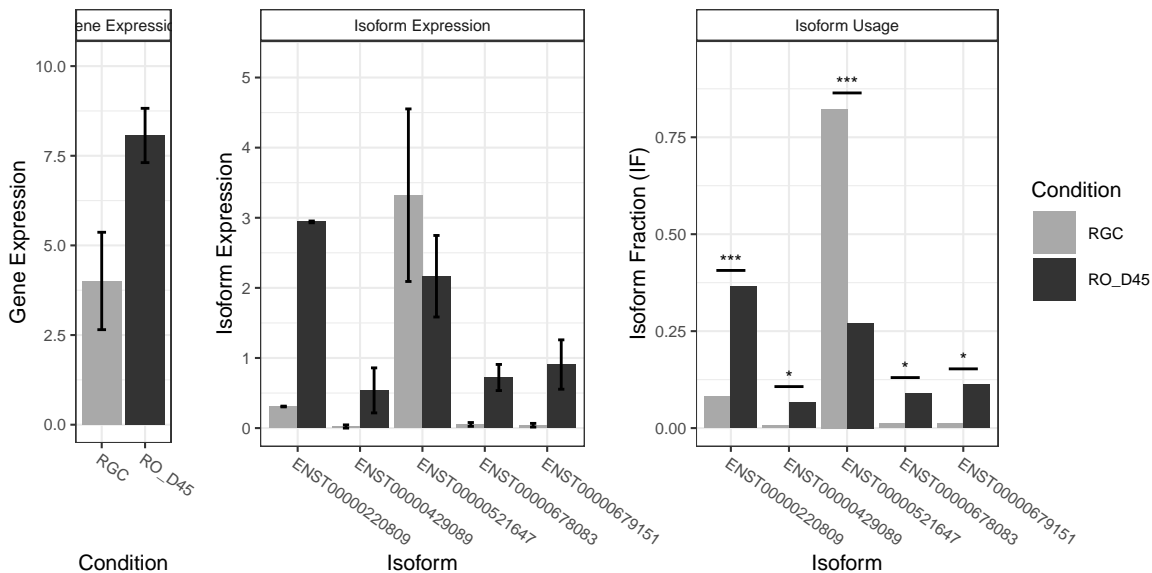 ene Expressio
Isoform Expression
Isoform Usage
Gene Expression
10.0
7.5
5.0
2.5
0.0
RGC
RO_D45
Condition
Isoform Expression
5
4
3
2
1
0
ENST00000220809
ENST00000429089
ENST00000521647
ENST00000678083
ENST00000679151
Isoform
Isoform Fraction (IF)
0.75
0.50
0.25
0.00
***
*
***
*
*
ENST00000220809
ENST00000429089
ENST00000521647
ENST00000678083
ENST00000679151
Isoform
Condition
RGC
RO_D45